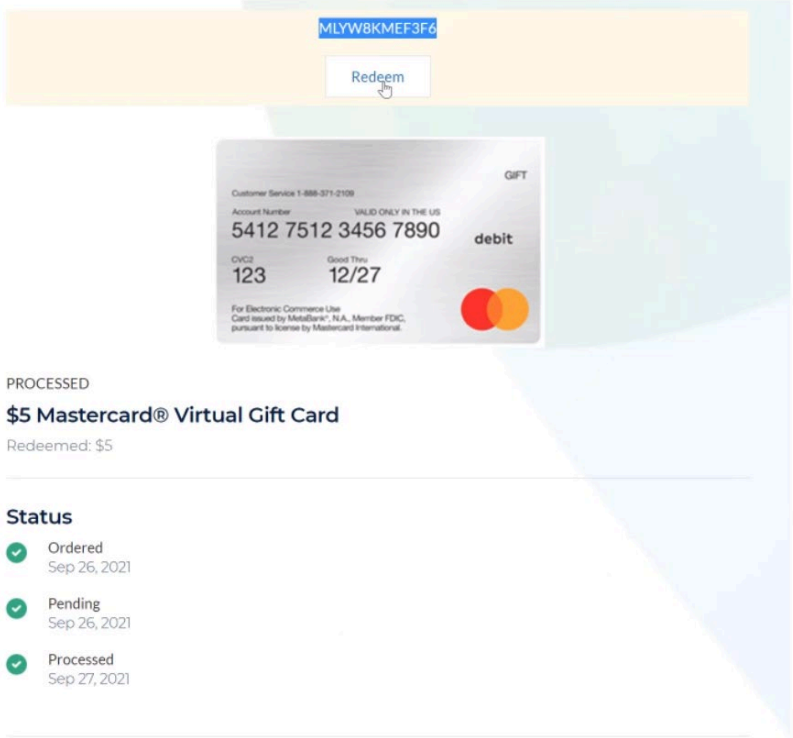 MLYW8KMEF3F6
Redeem
GIFT
Customer Service 1-888-371-2109
Account Number VALID ONLY IN THE US
5412 7512 3456 7890
debit
CVC2 Good Thru
123 12/27
For Electronic Commerce Use
Card issued by MetaBank®, N.A., Member FDIC,
pursuant to license by Mastercard International.
PROCESSED
$5 Mastercard® Virtual Gift Card
Redeemed: $5
Status
Ordered
Sep 26, 2021
Pending
Sep 26, 2021
Processed
Sep 27, 2021